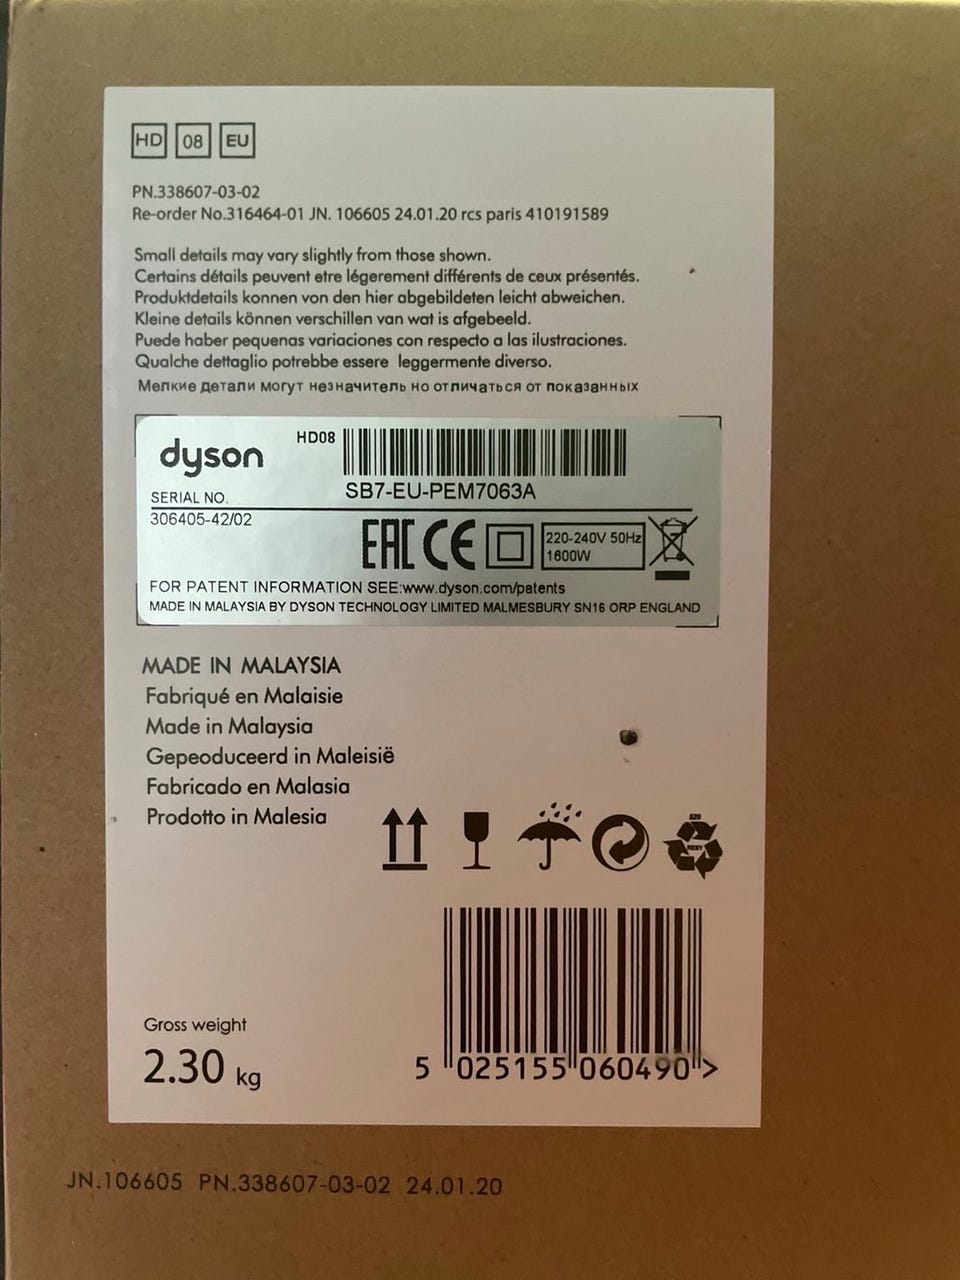 HD 08 EU
PN.338607-03-02
Re-order No.316464-01 JN. 106605 24.01.20 rcs paris 410191589
Small details may vary slightly from those shown.
Certains détails peuvent etre légerement différents de ceux présentés.
Produktdetails konnen von den hier abgebildeten leicht abweichen.
Kleine details können verschillen van wat is afgebeeld.
Puede haber pequenas variaciones con respecto a las ilustraciones.
Qualche dettaglio potrebbe essere leggermente diverso.
Мелкие детали могут незначитель но отличаться от показанных
dyson HD08
SERIAL NO. SB7-EU-PEM7063A
306405-42/02
EAC CE 220-240V 50Hz
1600W
FOR PATENT INFORMATION SEE:www.dyson.com/patents
MADE IN MALAYSIA BY DYSON TECHNOLOGY LIMITED MALMESBURY SN16 ORP ENGLAND
MADE IN MALAYSIA
Fabriqué en Malaisie
Made in Malaysia
Gepeoduceerd in Maleisië
Fabricado en Malasia
Prodotto in Malesia
RESY
Gross weight
2.30 kg
5 025155 060490 >
JN.106605 PN.338607-03-02 24.01.20